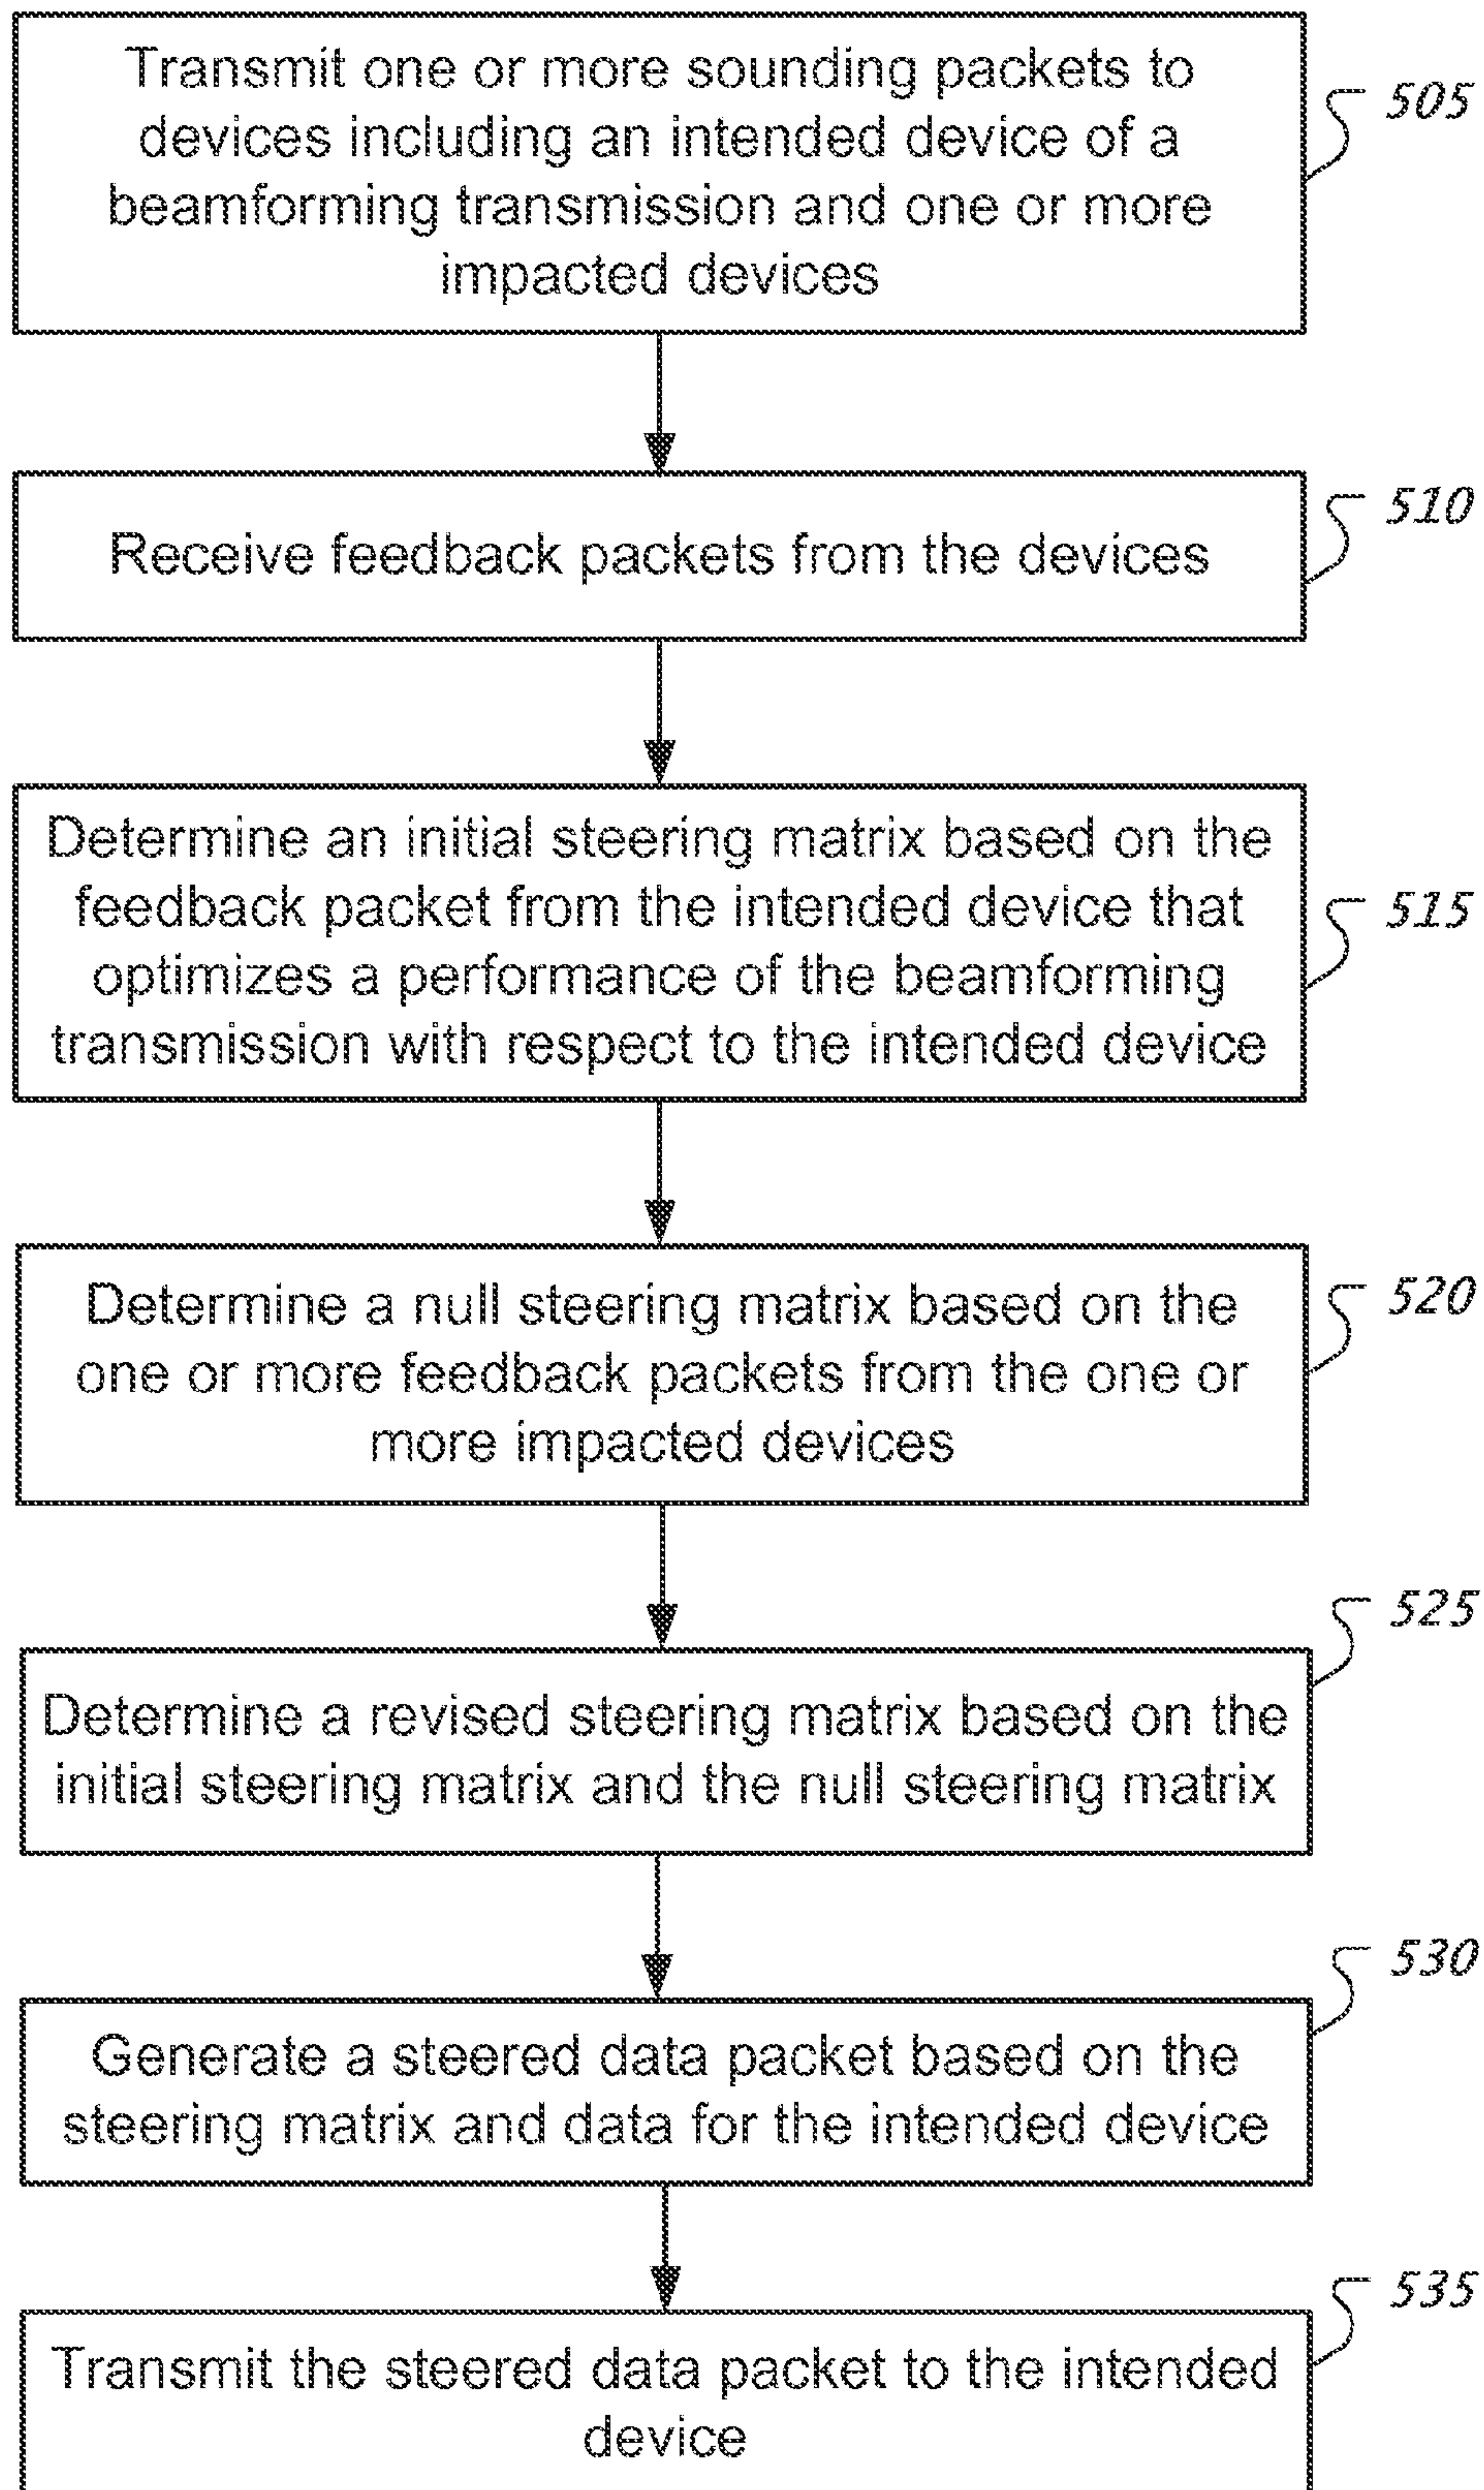 Transmit one or more sounding packets to
devices including an intended device of a
beamforming transmission and one or more
impacted devices
505
Receive feedback packets from the devices
510
Determine an initial steering matrix based on the
feedback packet from the intended device that
optimizes a performance of the beamforming
transmission with respect to the intended device
515
Determine a null steering matrix based on the
one or more feedback packets from the one or
more impacted devices
520
Determine a revised steering matrix based on the
initial steering matrix and the null steering matrix
525
Generate a steered data packet based on the
steering matrix and data for the intended device
530
Transmit the steered data packet to the intended
device
535